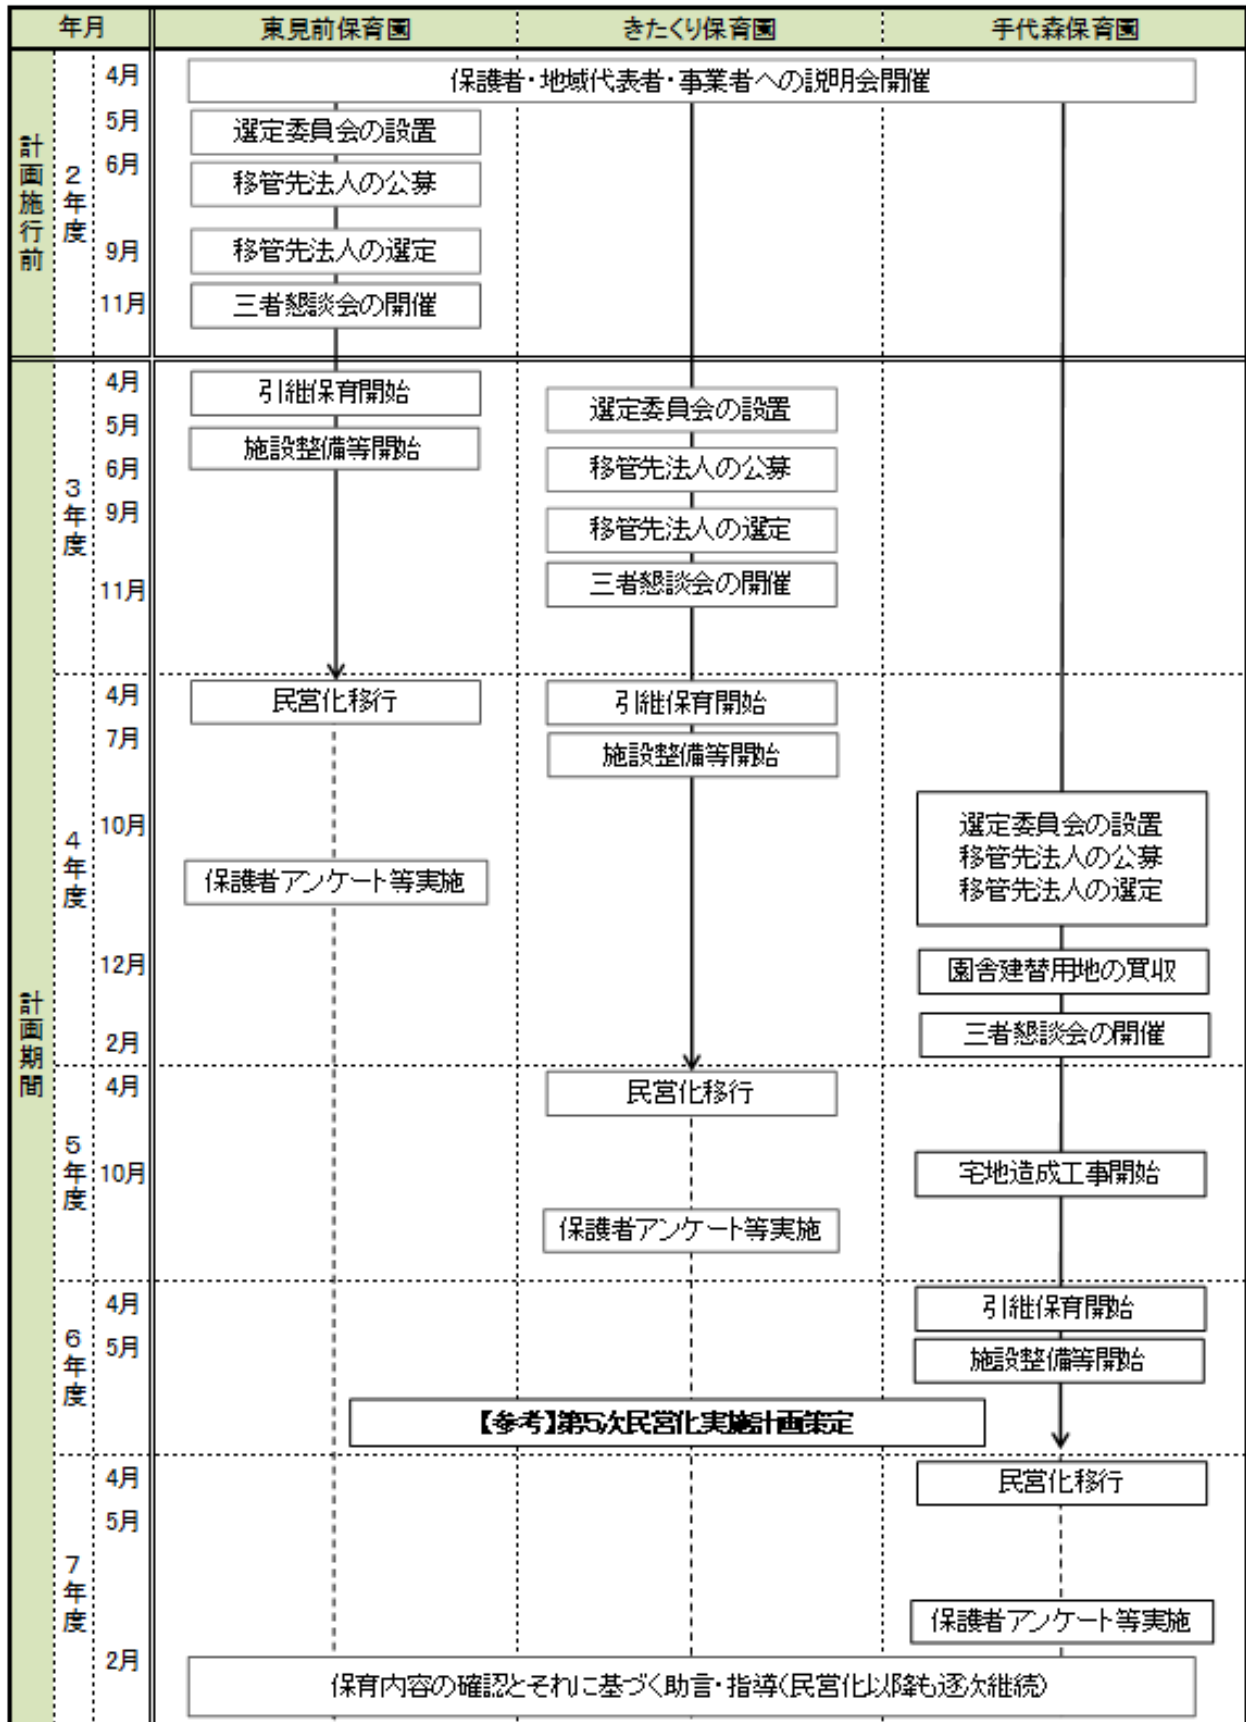 年月
東見前保育園
きたくり保育園
手代森保育園
計画施行前
2年度
4月
保護者・地域代表者・事業者への説明会開催
5月
選定委員会の設置
6月
移管先法人の公募
9月
移管先法人の選定
11月
三者懇談会の開催
計画期間
3年度
4月
引継保育開始
選定委員会の設置
5月
施設整備等開始
6月
移管先法人の公募
9月
移管先法人の選定
11月
三者懇談会の開催
4年度
4月
民営化移行
引継保育開始
7月
施設整備等開始
10月
選定委員会の設置
移管先法人の公募
移管先法人の選定
保護者アンケート等実施
12月
園舎建替用地の買収
2月
三者懇談会の開催
5年度
4月
民営化移行
10月
宅地造成工事開始
保護者アンケート等実施
6年度
4月
引継保育開始
5月
施設整備等開始
【参考】第5次民営化実施計画策定
7年度
4月
民営化移行
5月
保護者アンケート等実施
2月
保育内容の確認とそれに基づく助言・指導(民営化以降も逐次継続)